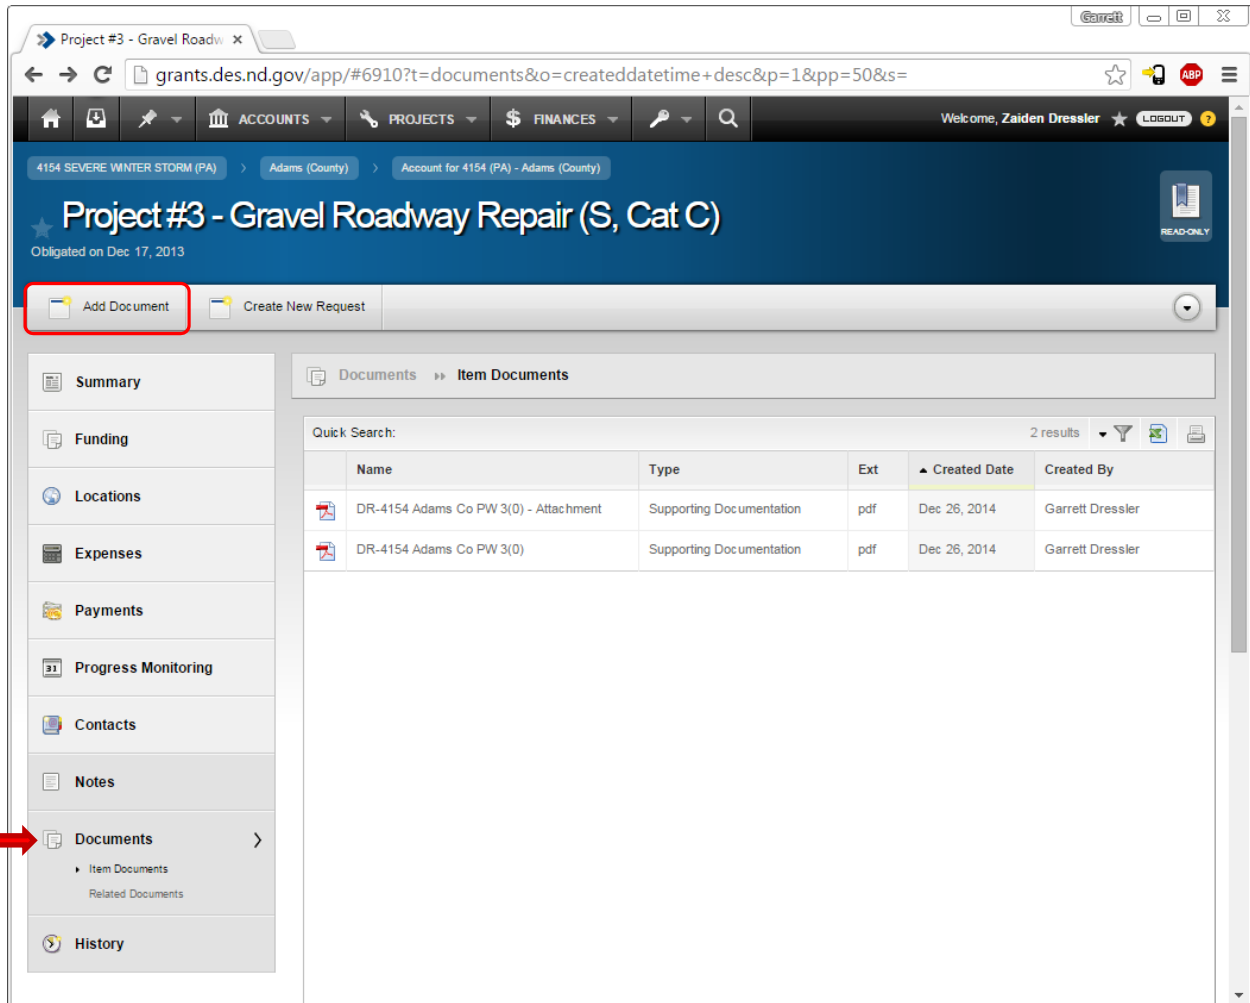 Garrett
Project #3 - Gravel Roadw
grants.des.nd.gov/app/#6910?t=documents&o=createddatetime+desc&p=1&pp=50&s=
ABP
ACCOUNTS PROJECTS $ FINANCES Welcome, Zaiden Dressler LOGOUT ?
4154 SEVERE WINTER STORM (PA) > Adams (County) > Account for 4154 (PA) - Adams (County)
Project #3 - Gravel Roadway Repair (S, Cat C)
READ-ONLY
Obligated on Dec 17, 2013
Add Document Create New Request
Summary
Funding
Locations
Expenses
Payments
31 Progress Monitoring
Contacts
Notes
Documents
Item Documents
Related Documents
History
Documents Item Documents
Quick Search: 2 results
Name Type Ext Created Date Created By
DR-4154 Adams Co PW 3(0) - Attachment Supporting Documentation pdf Dec 26, 2014 Garrett Dressler
DR-4154 Adams Co PW 3(0) Supporting Documentation pdf Dec 26, 2014 Garrett Dressler